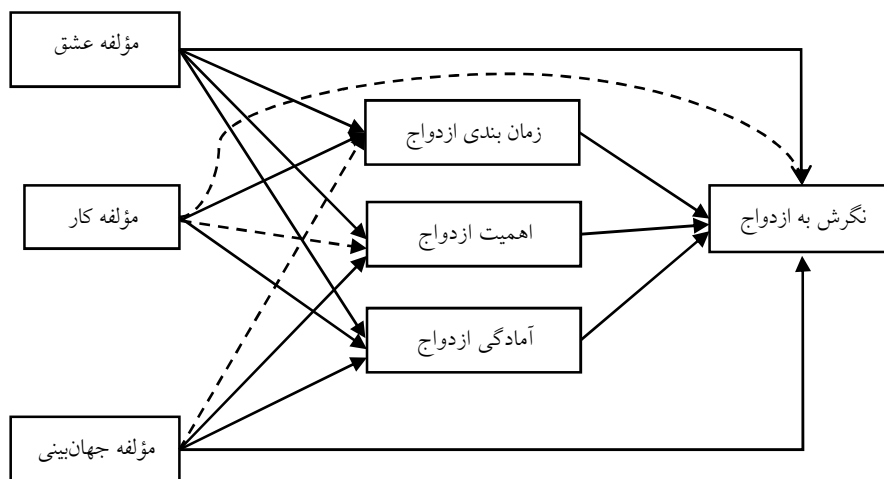 مؤلفه عشق
زمان بندی ازدواج
مؤلفه کار
اهمیت ازدواج
نگرش به ازدواج
آمادگی ازدواج
مؤلفه جهان‌بینی